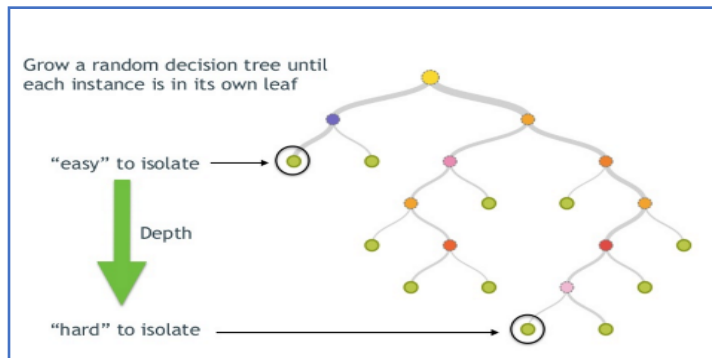 Grow a random decision tree until
each instance is in its own leaf
“easy” to isolate
Depth
“hard” to isolate